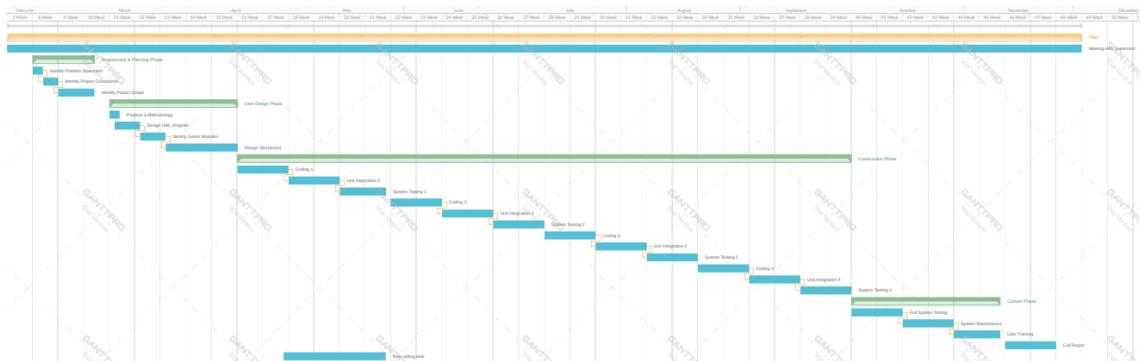 February March April May June July August September October November December
7 Week 8 Week 9 Week 10 Week 11 Week 12 Week 13 Week 14 Week 15 Week 16 Week 17 Week 18 Week 19 Week 20 Week 21 Week 22 Week 23 Week 24 Week 25 Week 26 Week 27 Week 28 Week 29 Week 30 Week 31 Week 32 Week 33 Week 34 Week 35 Week 36 Week 37 Week 38 Week 39 Week 40 Week 41 Week 42 Week 43 Week 44 Week 45 Week 46 Week 47 Week 48 Week 49 Week 50 Week
Meeting with Supervisor
Requirement & Planning Phase
Identify Problem Statement
Identify Project Constraints
Identify Project Scope
User Design Phase
Propose a Methodology
Design UML Diagram
Identify Game Modules
Design Storyboard
Construction Phase
Coding 1
Unit Integration 1
System Testing 1
Coding 2
Unit Integration 2
System Testing 2
Coding 3
Unit Integration 3
System Testing 3
Coding 4
Unit Integration 4
System Testing 4
Cutover Phase
Full System Testing
System Maintenance
User Training
Full Report
GANTTPRO
Trial Version